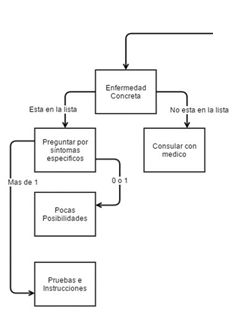 Enfermedad
Concreta
Esta en la lista
No esta en la lista
Preguntar por
sintomas
especificos
Consular con
medico
Mas de 1
0 o 1
Pocas
Posibilidades
Pruebas e
Instrucciones